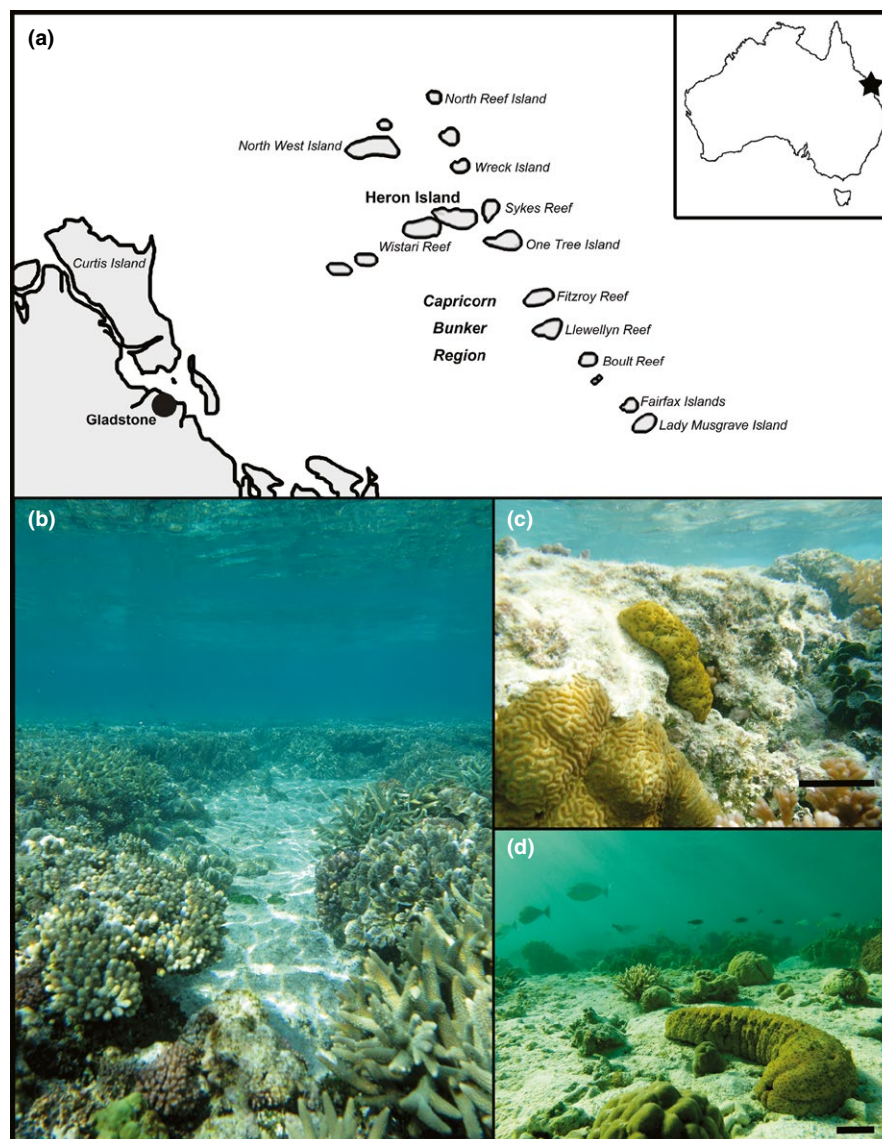 (a)
North Reef Island
North West Island
Wreck Island
Heron Island
Sykes Reef
Wistari Reef
One Tree Island
Curtis Island
Capricorn
Fitzroy Reef
Bunker
Llewellyn Reef
Region
Boult Reef
Gladstone
Fairfax Islands
Lady Musgrave Island
(b)
(c)
(d)